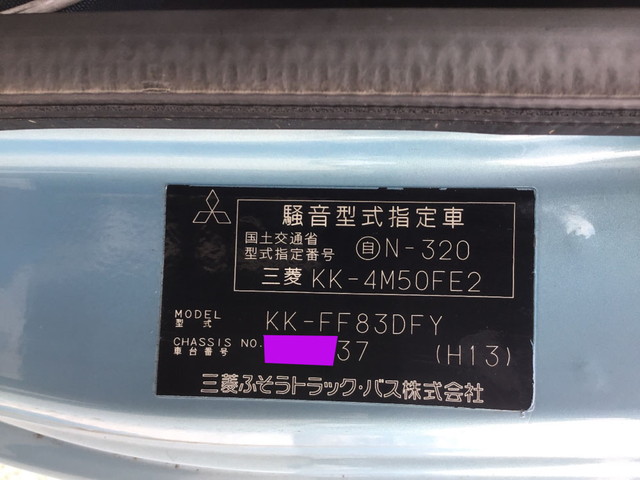 騒音型式指定車
国土交通省
型式指定番号 自N-320
三菱 KK-4M50FE2
MODEL
型式 KK-FF83DFY
CHASSIS NO.
車台番号 37 (H13)
三菱ふそうトラック・バス株式会社